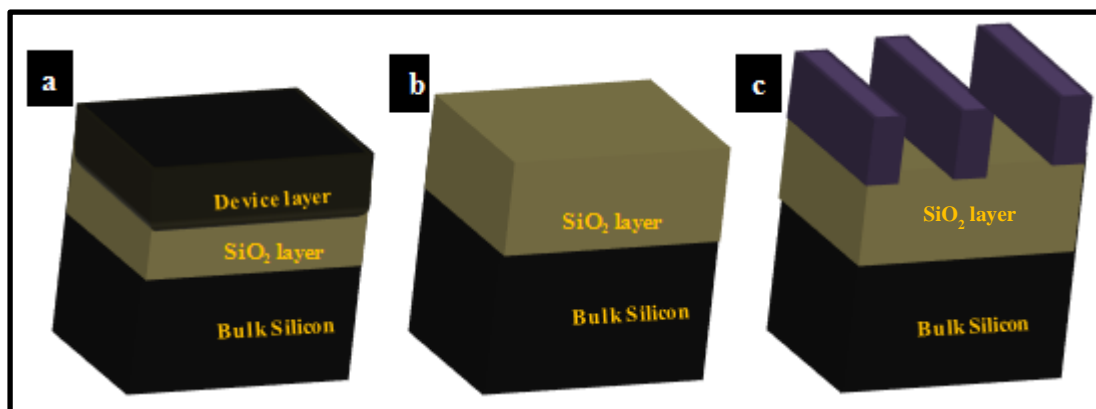 a
Device layer
SiO₂ layer
Bulk Silicon
b
SiO₂ layer
Bulk Silicon
c
SiO₂ layer
Bulk Silicon